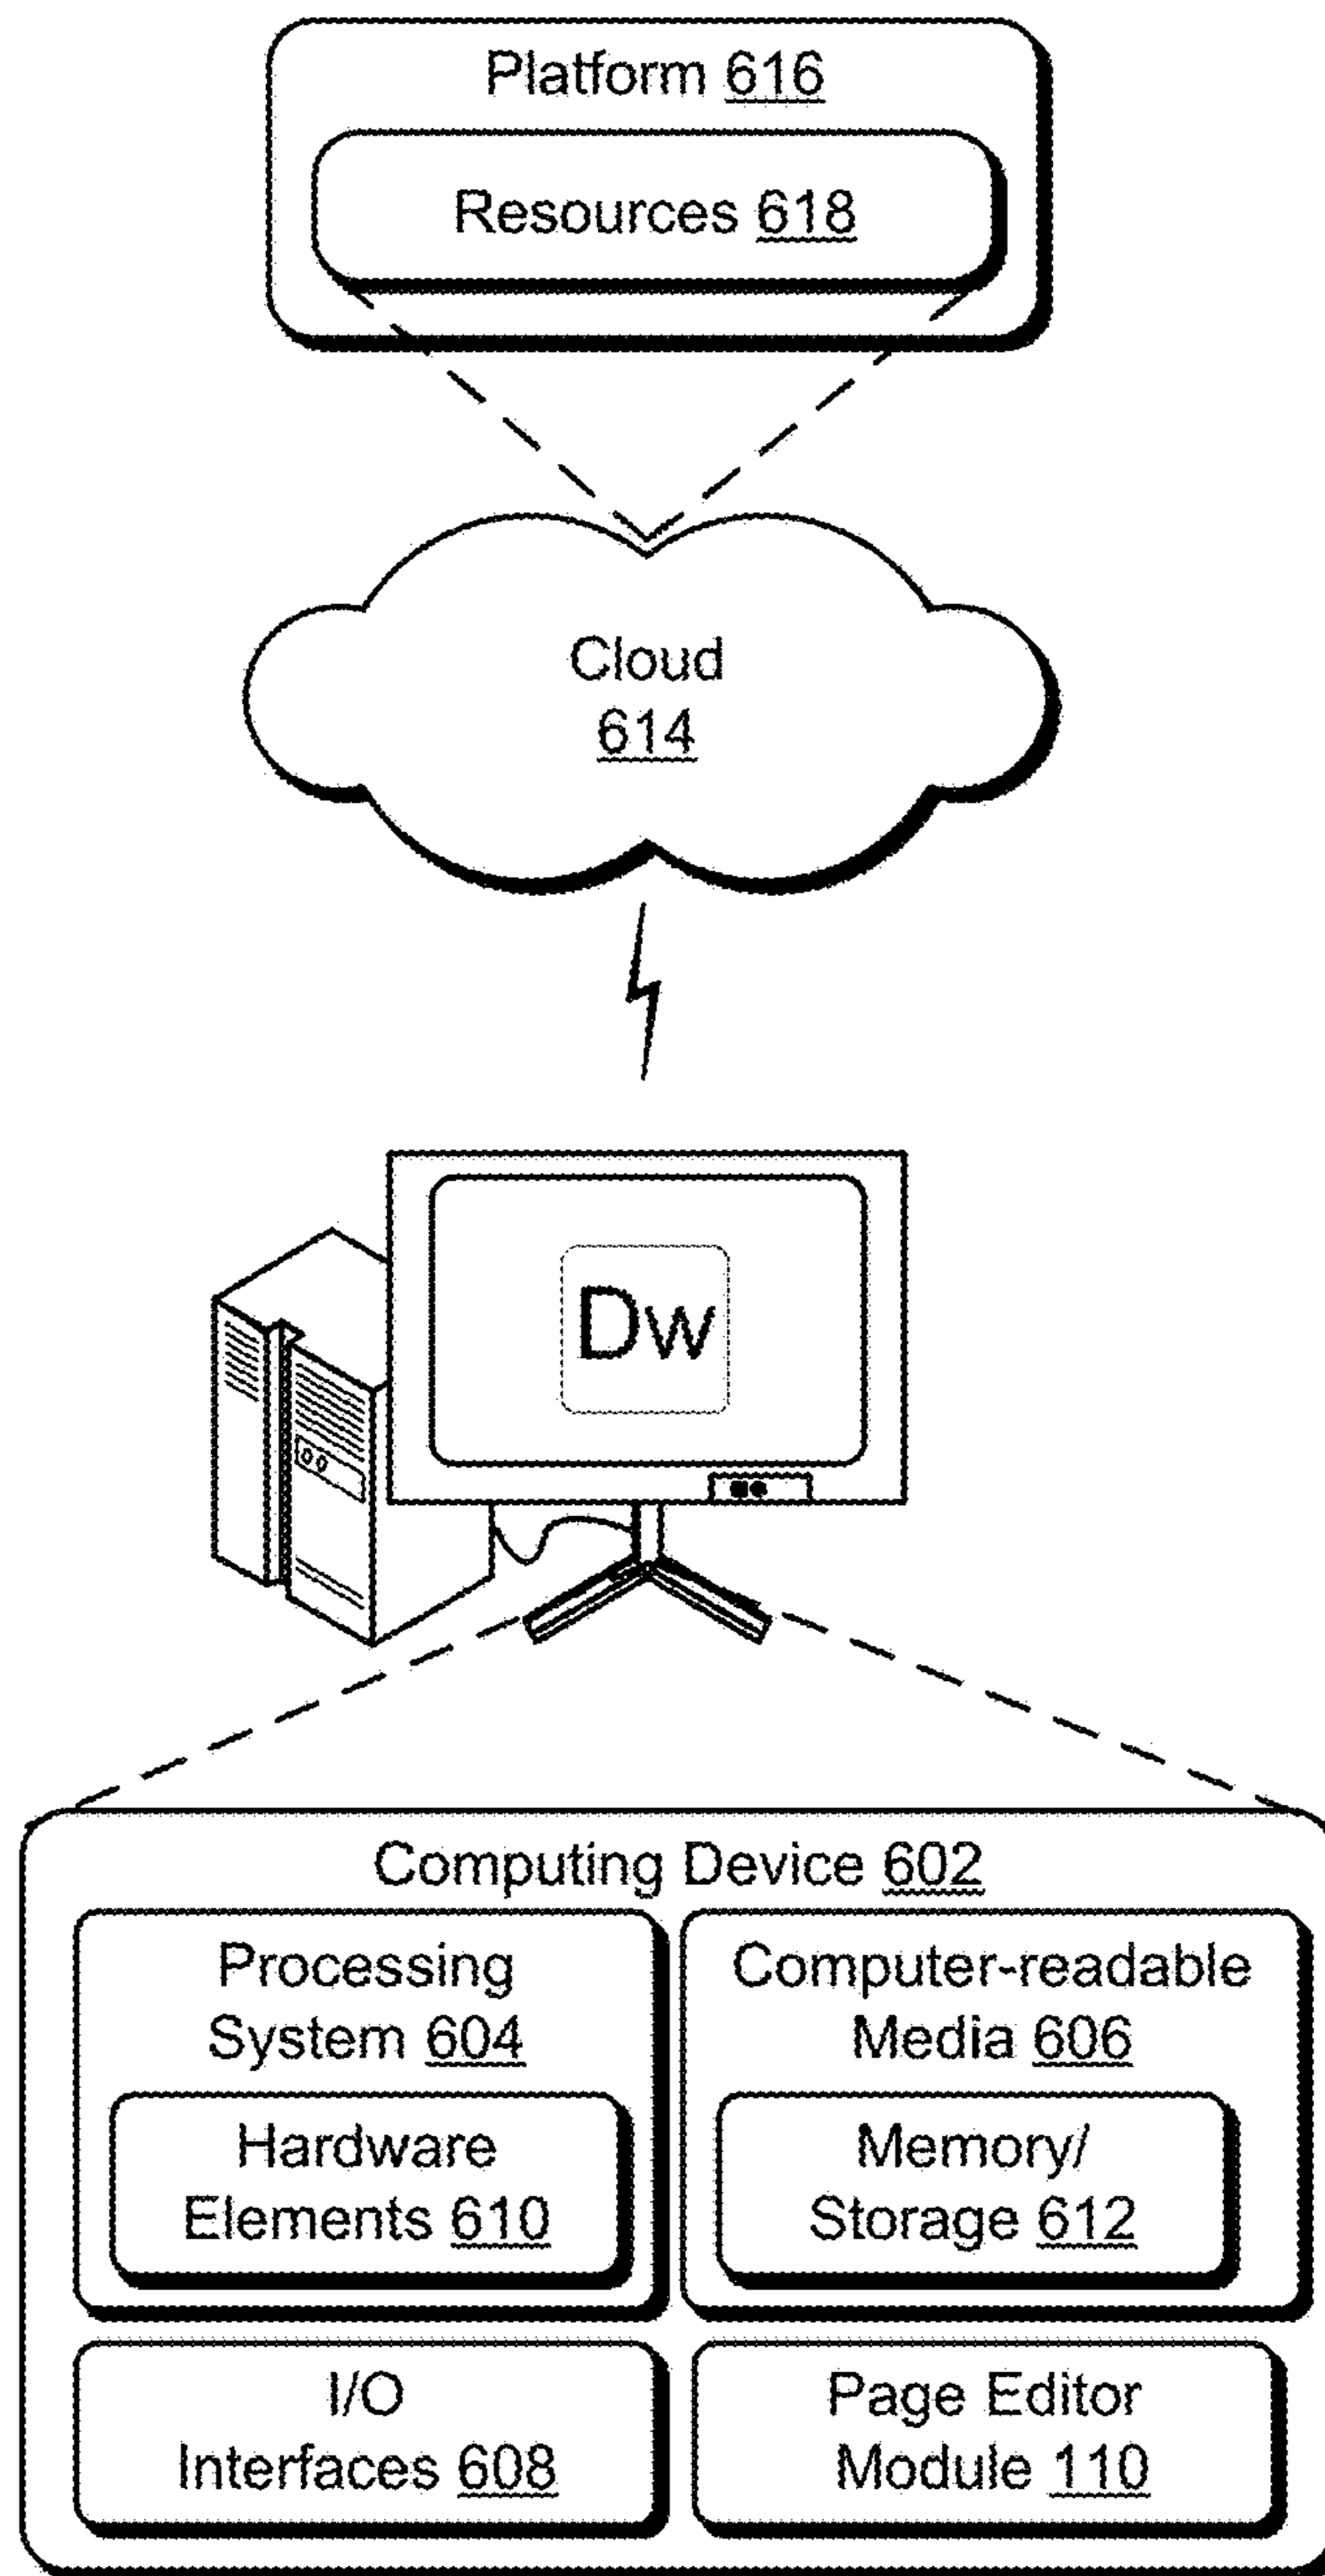 Platform 616
Resources 618
Cloud
614
Dw
Computing Device 602
Processing
System 604
Hardware
Elements 610
Computer-readable
Media 606
Memory/
Storage 612
I/O
Interfaces 608
Page Editor
Module 110